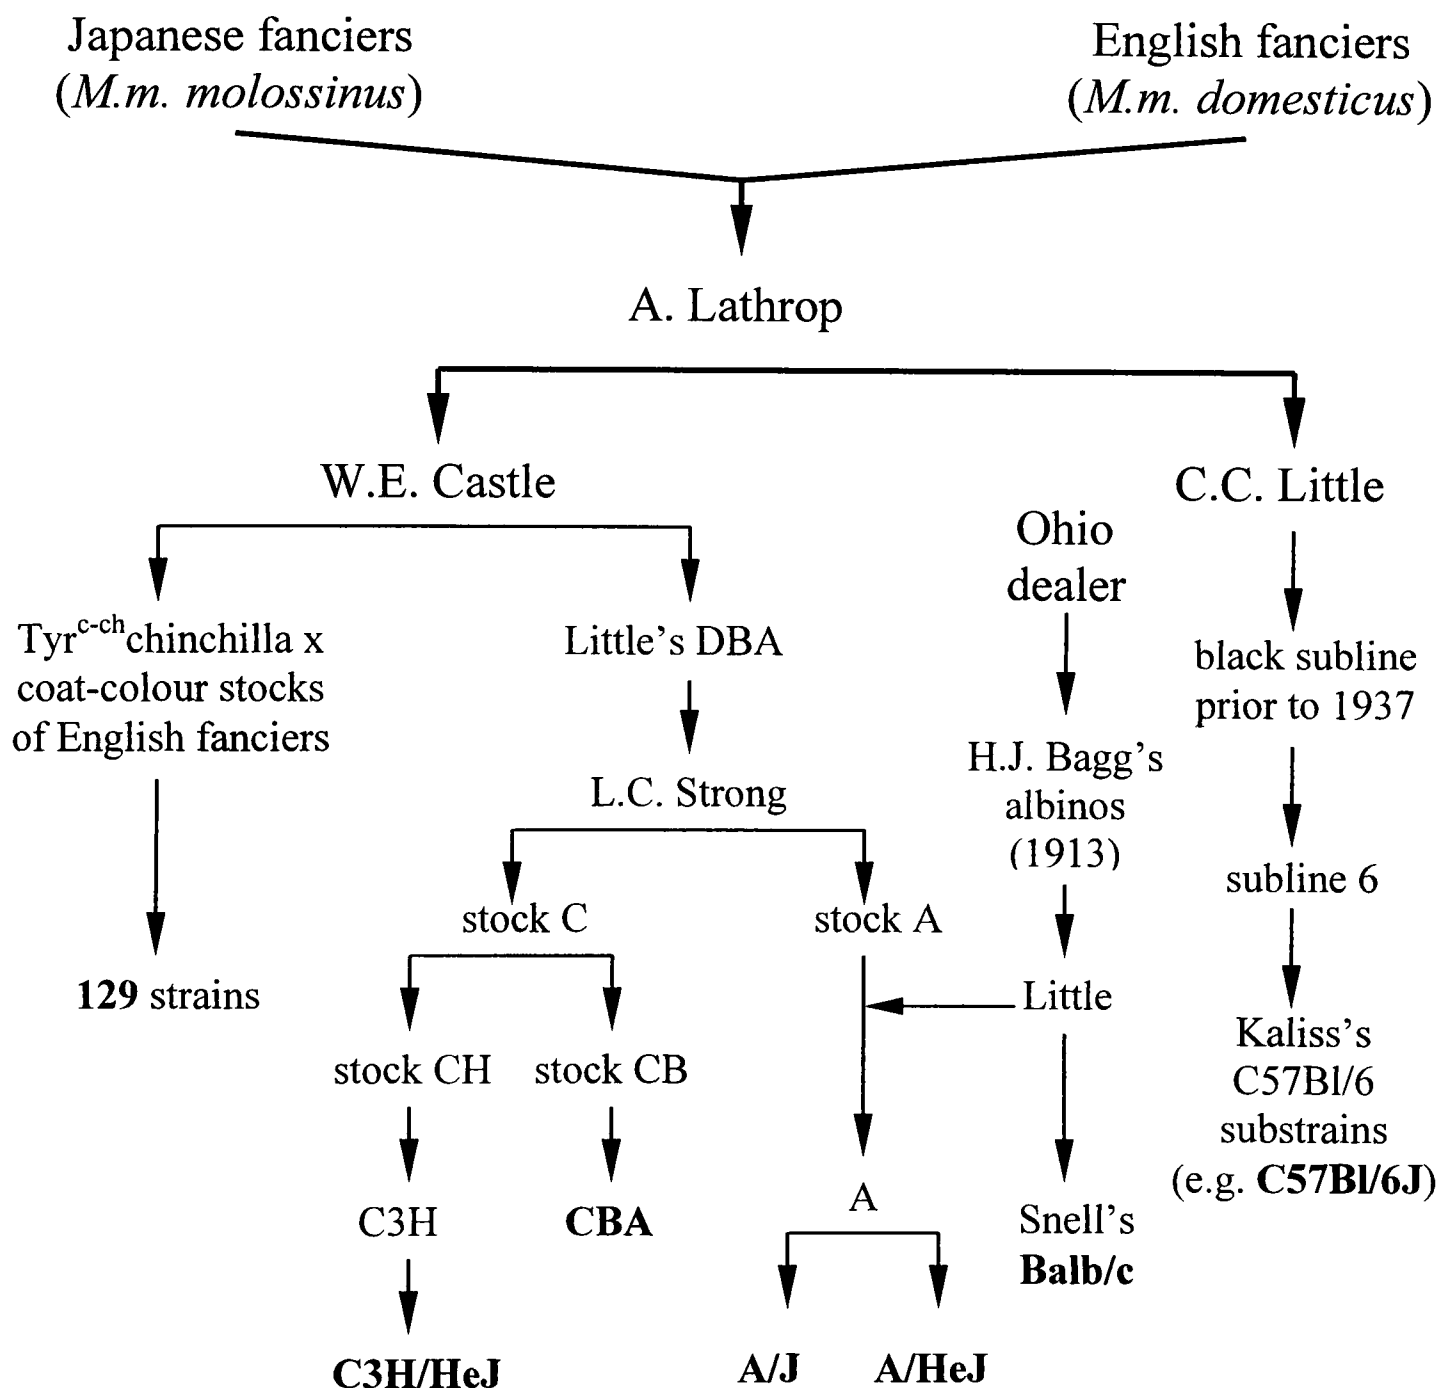 Japanese fanciers
(M.m. molossinus)
English fanciers
(M.m. domesticus)
A. Lathrop
W.E. Castle
C.C. Little
Tyrc-chchinchilla x
coat-colour stocks
of English fanciers
129 strains
Little's DBA
L.C. Strong
stock C
stock A
stock CH
stock CB
C3H
CBA
C3H/HeJ
A
A/J
A/HeJ
Ohio
dealer
H.J. Bagg's
albinos
(1913)
Little
Snell's
Balb/c
black subline
prior to 1937
subline 6
Kaliss's
C57Bl/6
substrains
(e.g. C57Bl/6J)